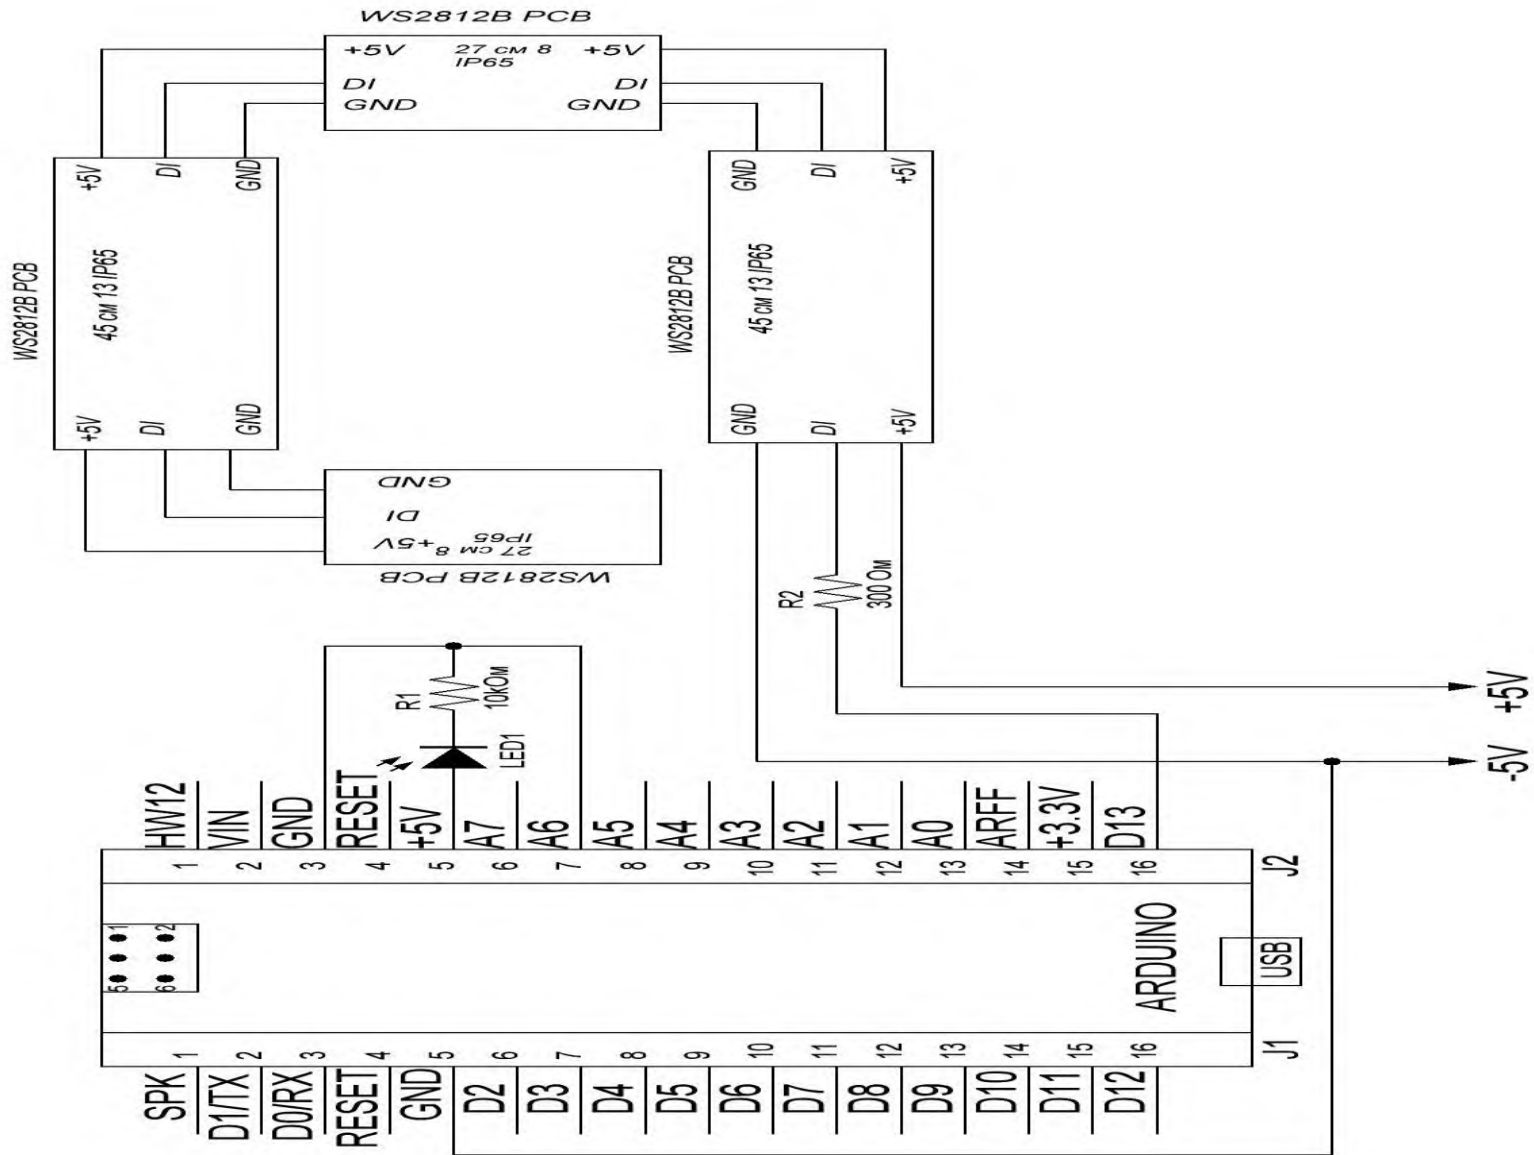 WS2812B PCB
+5V 27 см 8 +5V
IP65
DI DI
GND GND
+5V DI GND
WS2812B PCB
45 см 13 IP65
+5V DI GND
GND DI +5V
WS2812B PCB
45 см 13 IP65
GND DI +5V
GND
DI
+5V 27 см 8
IP65
WS2812B PCB
R2
300 Ом
R1
10кОм
LED1
+5V
-5V
HW12
VIN
GND
RESET
+5V
A7
A6
A5
A4
A3
A2
A1
A0
ARFF
+3.3V
D13
1 2 3 4 5 6 7 8 9 10 11 12 13 14 15 16
J2
1
2
5
6
ARDUINO
USB
1 2 3 4 5 6 7 8 9 10 11 12 13 14 15 16
J1
SPK
D1/TX
D0/RX
RESET
GND
D2
D3
D4
D5
D6
D7
D8
D9
D10
D11
D12